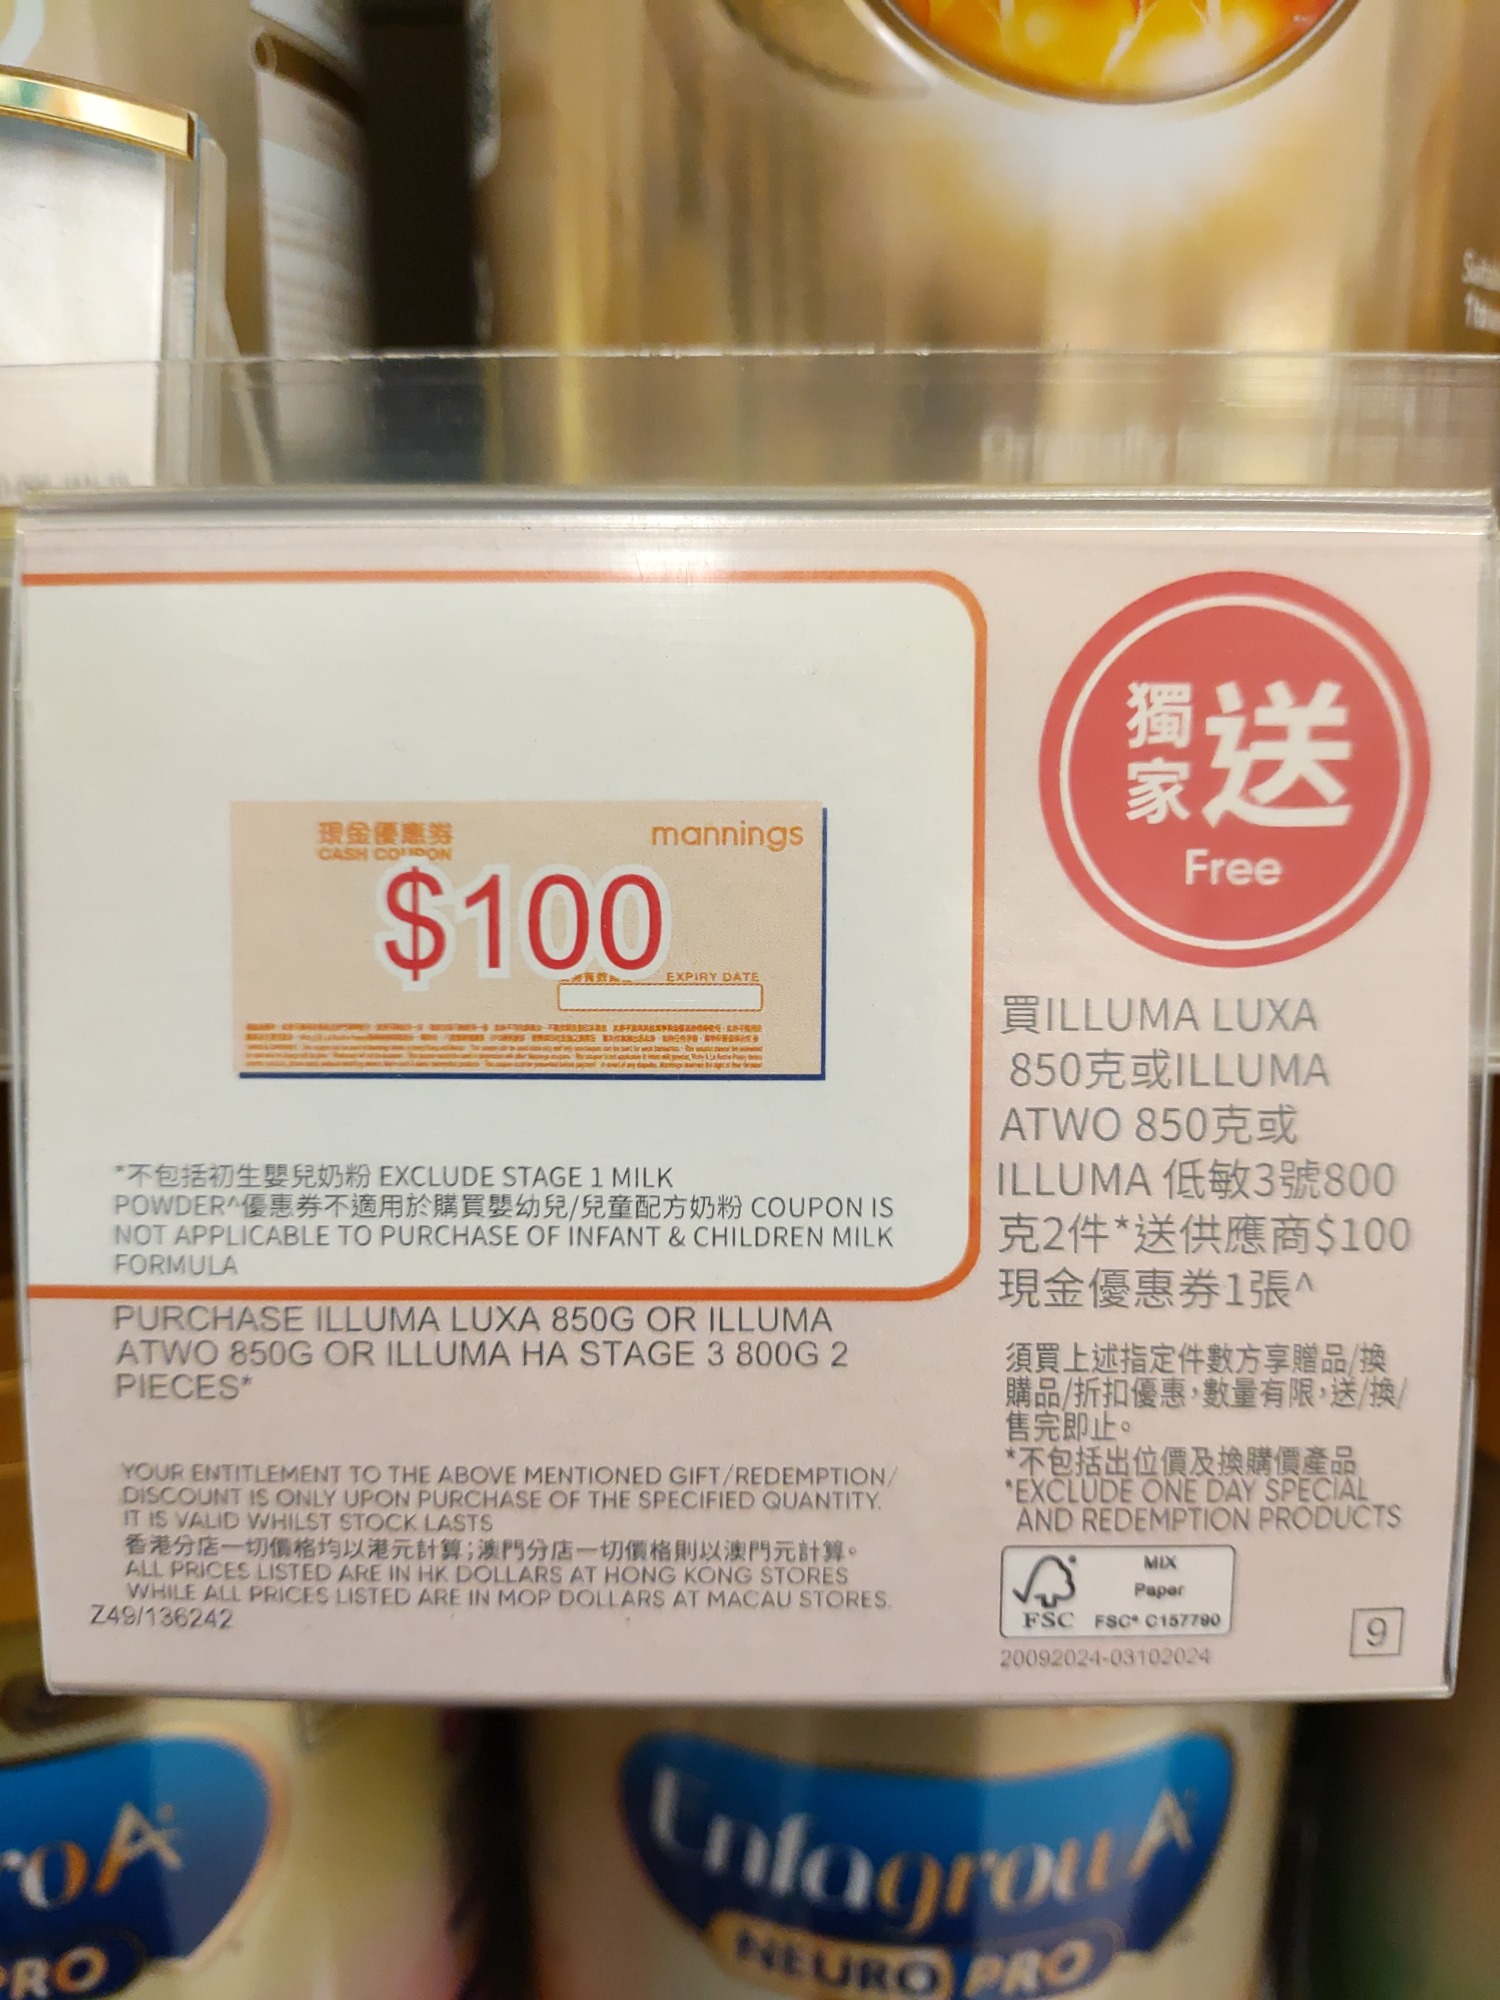 現金優惠券
CASH COUPON
mannings
$100
EXPIRY DATE
*不包括初生嬰兒奶粉 EXCLUDE STAGE 1 MILK
POWDER^優惠券不適用於購買嬰幼兒/兒童配方奶粉 COUPON IS
NOT APPLICABLE TO PURCHASE OF INFANT & CHILDREN MILK
FORMULA
PURCHASE ILLUMA LUXA 850G OR ILLUMA
ATWO 850G OR ILLUMA HA STAGE 3 800G 2
PIECES*
YOUR ENTITLEMENT TO THE ABOVE MENTIONED GIFT/REDEMPTION/
DISCOUNT IS ONLY UPON PURCHASE OF THE SPECIFIED QUANTITY.
IT IS VALID WHILST STOCK LASTS
香港分店一切價格均以港元計算;澳門分店一切價格則以澳門元計算。
ALL PRICES LISTED ARE IN HK DOLLARS AT HONG KONG STORES
WHILE ALL PRICES LISTED ARE IN MOP DOLLARS AT MACAU STORES.
Z49/136242
獨家送
Free
買ILLUMA LUXA
850克或ILLUMA
ATWO 850克或
ILLUMA 低敏3號800
克2件*送供應商$100
現金優惠券1張^
須買上述指定件數方享贈品/換
購品/折扣優惠,數量有限,送/換/
售完即止。
*不包括出位價及換購價產品
*EXCLUDE ONE DAY SPECIAL
AND REDEMPTION PRODUCTS
MIX
Paper
FSC
FSC® C157790
20092024-03102024
9
EnfagrowA+
NEURO PRO
roA+
PRO